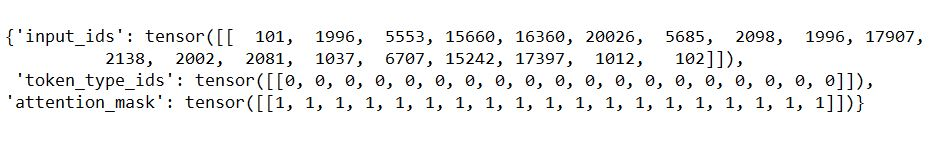 {'input_ids': tensor([[  101,  1996,  5553, 15660, 16360, 20026,  5685,  2098,  1996, 17907,
          2138,  2002,  2081,  1037,  6707, 15242, 17397,  1012,   102]]),
 'token_type_ids': tensor([[0, 0, 0, 0, 0, 0, 0, 0, 0, 0, 0, 0, 0, 0, 0, 0, 0, 0, 0]]),
'attention_mask': tensor([[1, 1, 1, 1, 1, 1, 1, 1, 1, 1, 1, 1, 1, 1, 1, 1, 1, 1, 1]])}